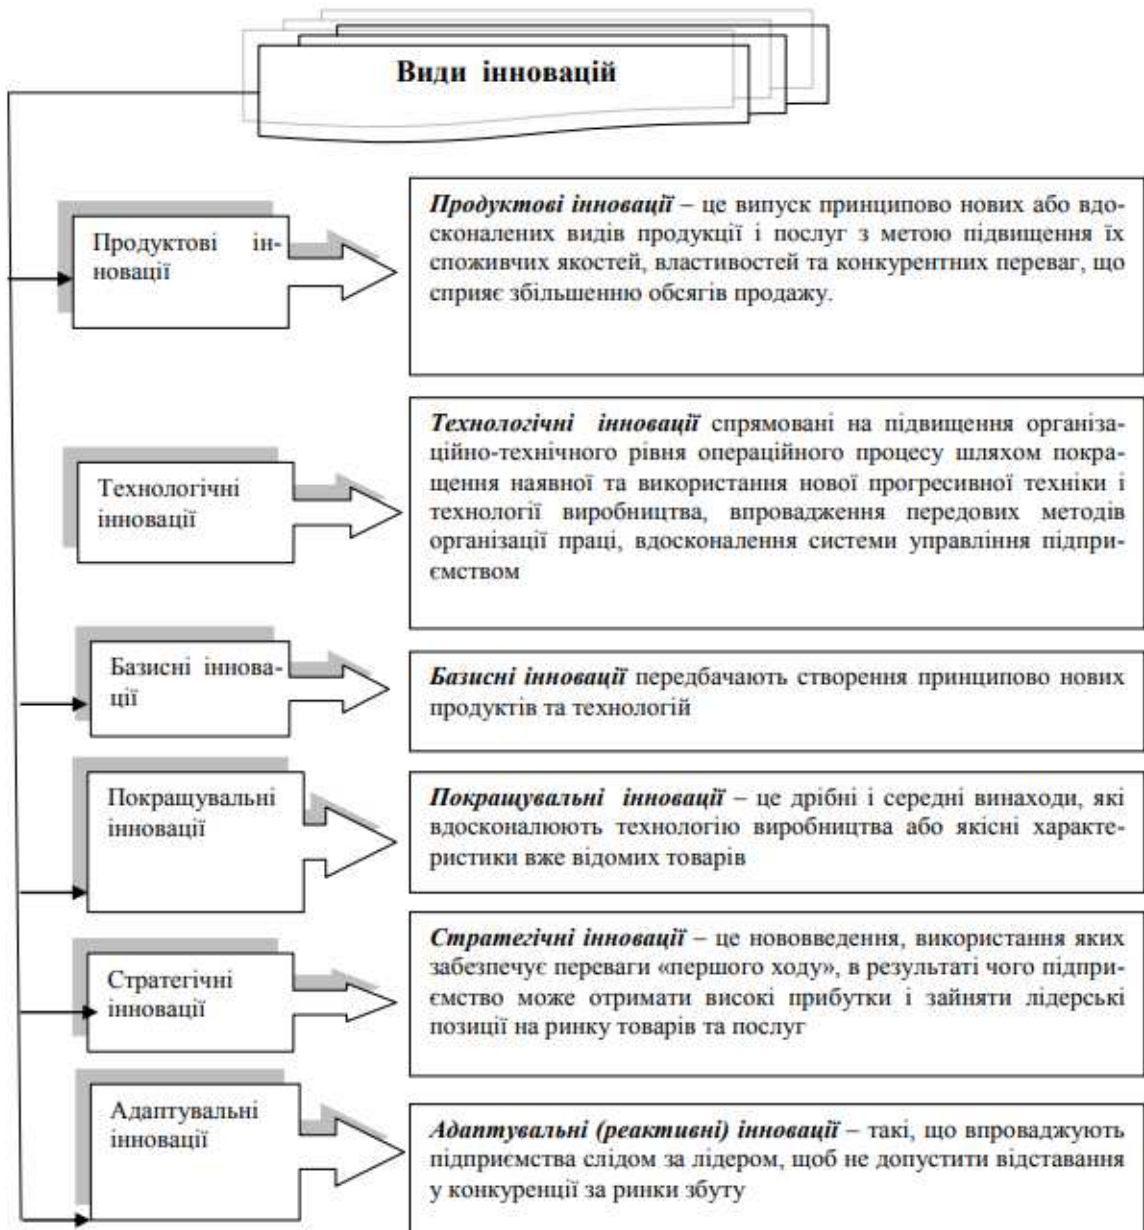 Види інновацій
Продуктові ін-
новації
Продуктові інновації – це випуск принципово нових або вдо-
сконалених видів продукції і послуг з метою підвищення їх
споживчих якостей, властивостей та конкурентних переваг, що
сприяє збільшенню обсягів продажу.
Технологічні
інновації
Технологічні інновації спрямовані на підвищення організа-
ційно-технічного рівня операційного процесу шляхом покра-
щення наявної та використання нової прогресивної техніки і
технології виробництва, впровадження передових методів
організації праці, вдосконалення системи управління підпри-
ємством
Базисні іннова-
ції
Базисні інновації передбачають створення принципово нових
продуктів та технологій
Покращувальні
інновації
Покращувальні інновації – це дрібні і середні винаходи, які
вдосконалюють технологію виробництва або якісні характе-
ристики вже відомих товарів
Стратегічні
інновації
Стратегічні інновації – це нововведення, використання яких
забезпечує переваги «першого ходу», в результаті чого підпри-
ємство може отримати високі прибутки і зайняти лідерські
позиції на ринку товарів та послуг
Адаптувальні
інновації
Адаптувальні (реактивні) інновації – такі, що впроваджують
підприємства слідом за лідером, щоб не допустити відставання
у конкуренції за ринки збуту